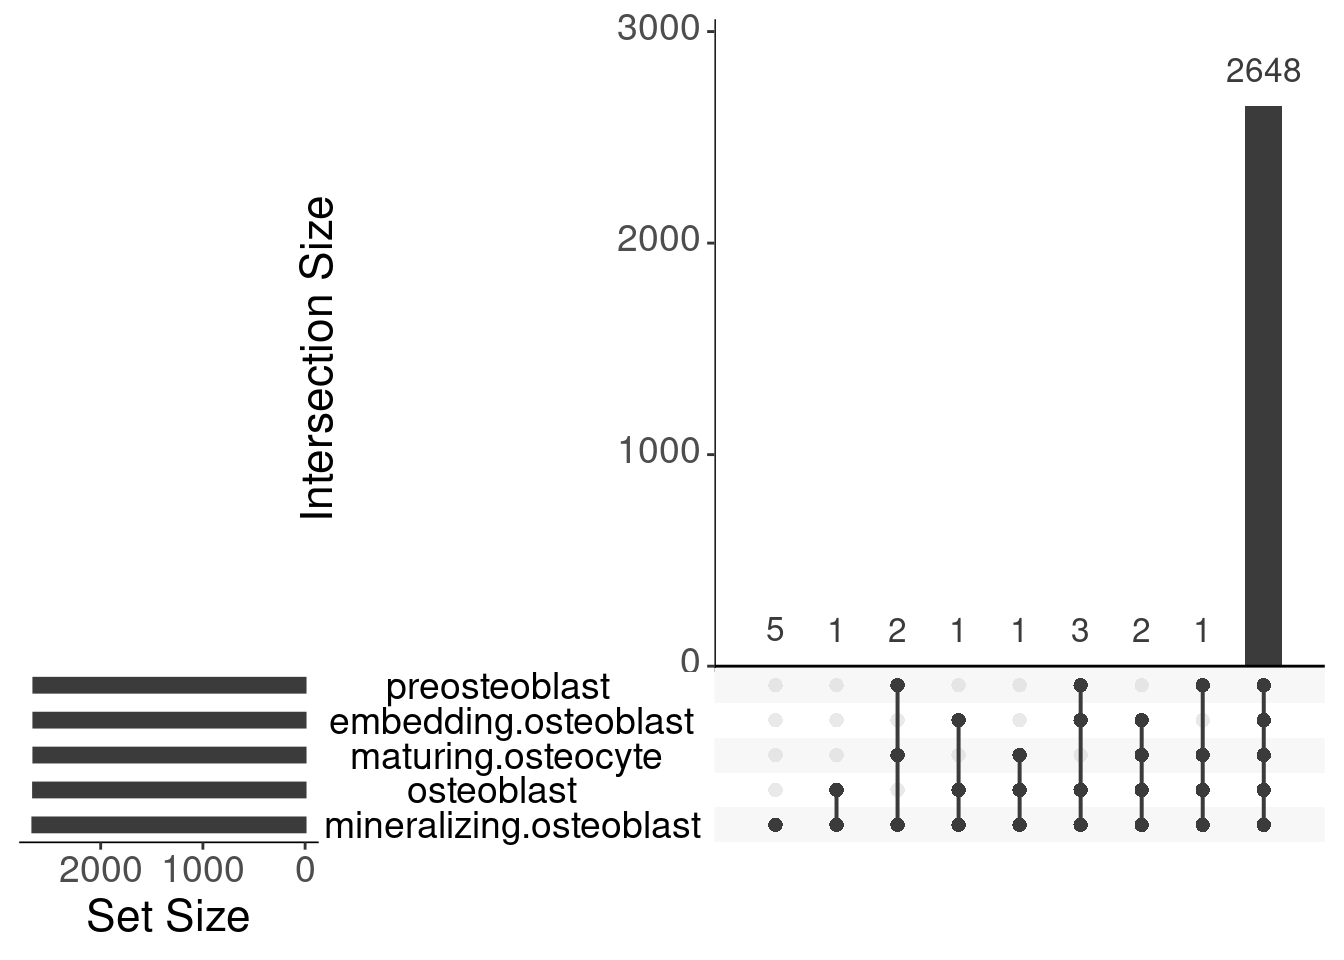 3000
2000
1000
0
Intersection Size
2648
5 1 2 1 1 3 2 1
preosteoblast
embedding.osteoblast
maturing.osteocyte
osteoblast
mineralizing.osteoblast
2000 1000 0
Set Size